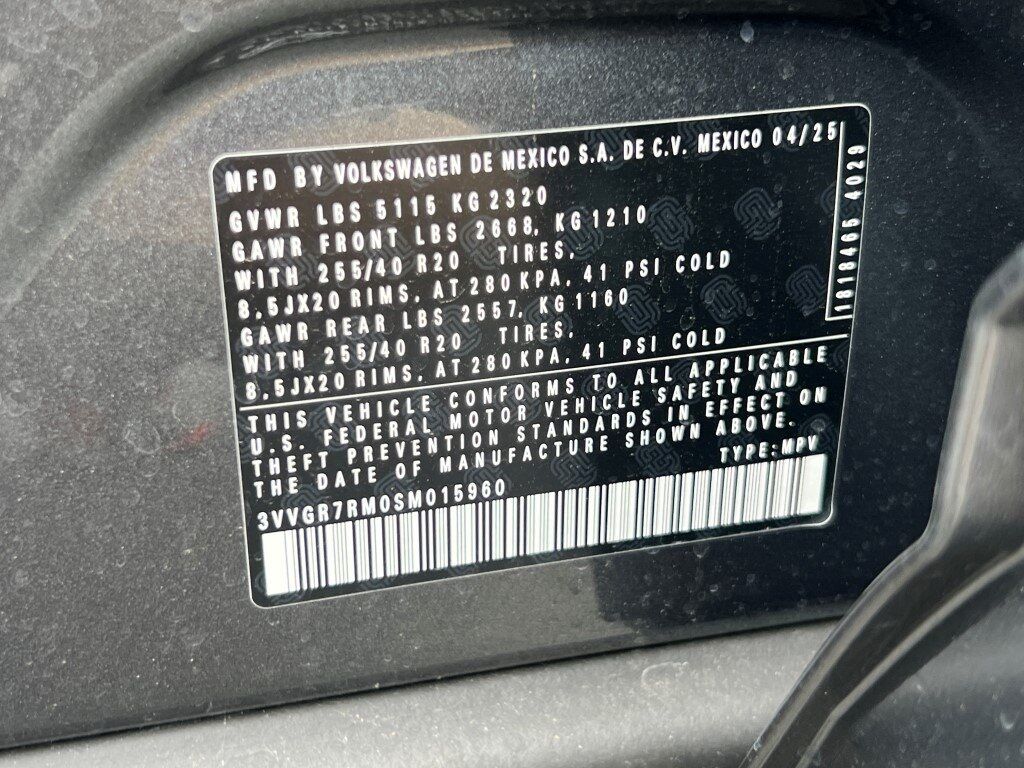 MFD BY VOLKSWAGEN DE MEXICO S.A. DE C.V. MEXICO 04/25
GVWR LBS 5115 KG 2320
GAWR FRONT LBS 2668, KG 1210
WITH 255/40 R20 TIRES,
8,5JX20 RIMS, AT 280 KPA, 41 PSI COLD
GAWR REAR LBS 2557, KG 1160
WITH 255/40 R20 TIRES,
8,5JX20 RIMS, AT 280 KPA, 41 PSI COLD
1818465 4029
THIS VEHICLE CONFORMS TO ALL APPLICABLE
U.S. FEDERAL MOTOR VEHICLE SAFETY AND
THEFT PREVENTION STANDARDS IN EFFECT ON
THE DATE OF MANUFACTURE SHOWN ABOVE.
3VVGR7RM0SM015960 TYPE:MPV